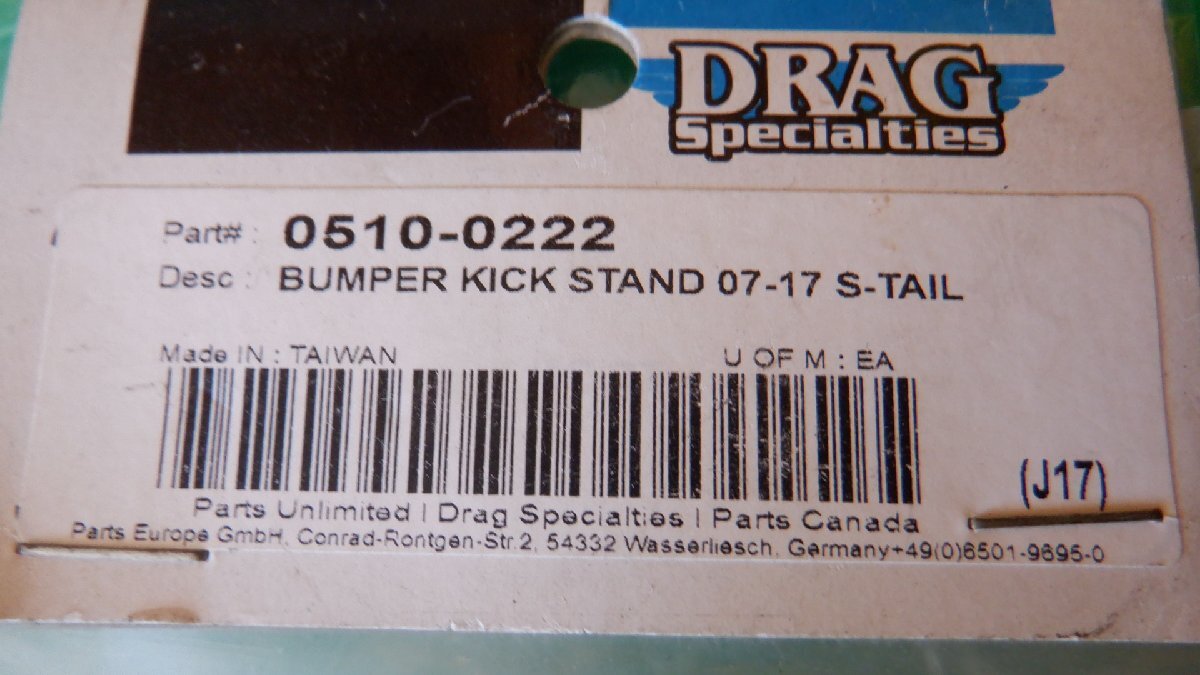 DRAG
Specialties
Part# : 0510-0222
Desc : BUMPER KICK STAND 07-17 S-TAIL
Made IN : TAIWAN U OF M : EA
(J17)
Parts Unlimited | Drag Specialties | Parts Canada
Parts Europe GmbH, Conrad-Rontgen-Str.2, 54332 Wasserliesch, Germany+49(0)6501-9695-0